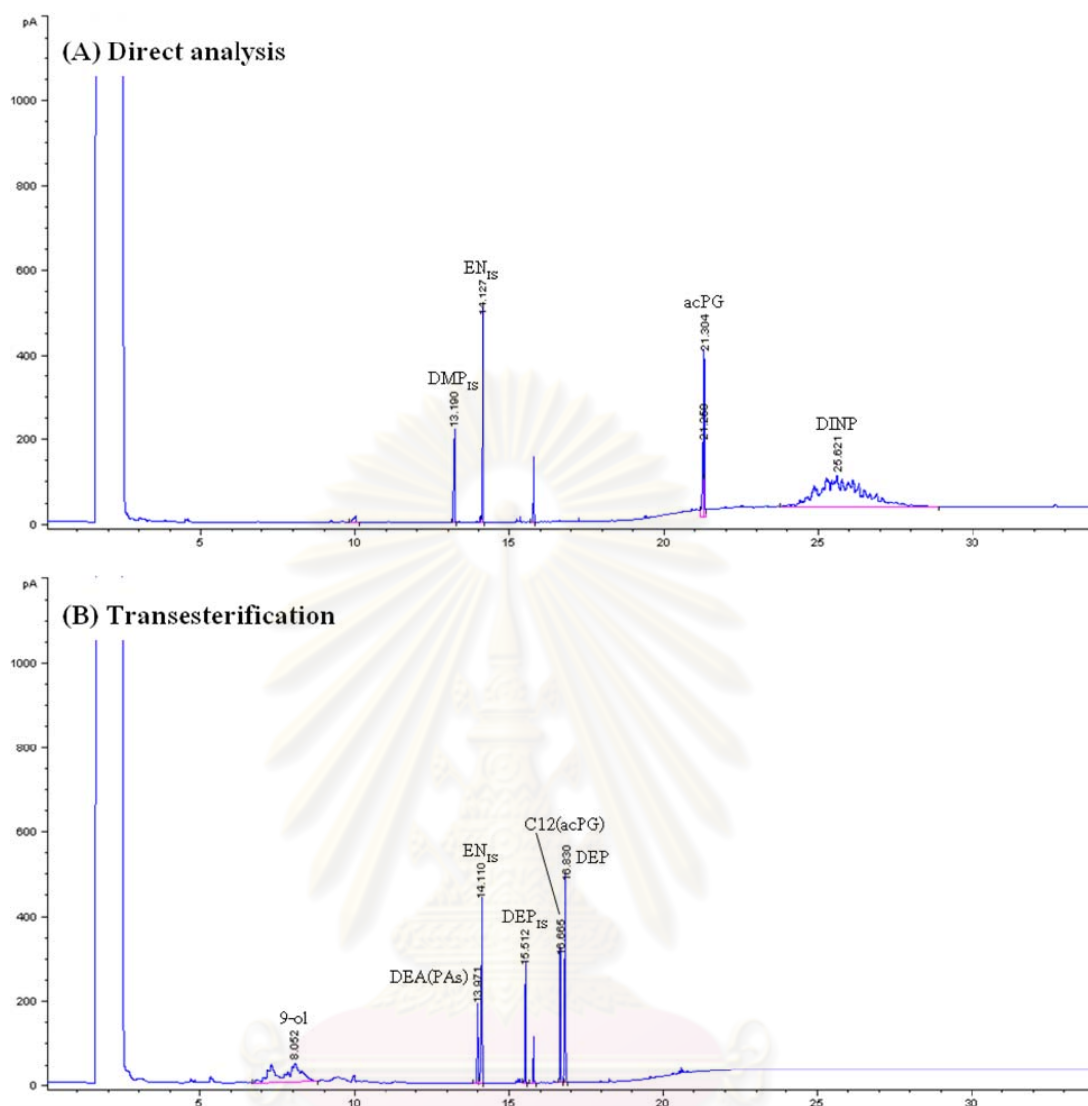 pA
(A) Direct analysis
1000
800
600
400
200
0
EN_IS
14.127
DMP_IS
13.190
acPG
21.304
21.250
DINP
25.621
5
10
15
20
25
30
pA
(B) Transesterification
1000
800
600
400
200
0
C12(acPG)
EN_IS
14.110
16.830
DEP
DEP_IS
15.512
16.665
DEA(PAs)
13.971
9-ol
8.052
5
10
15
20
25
30